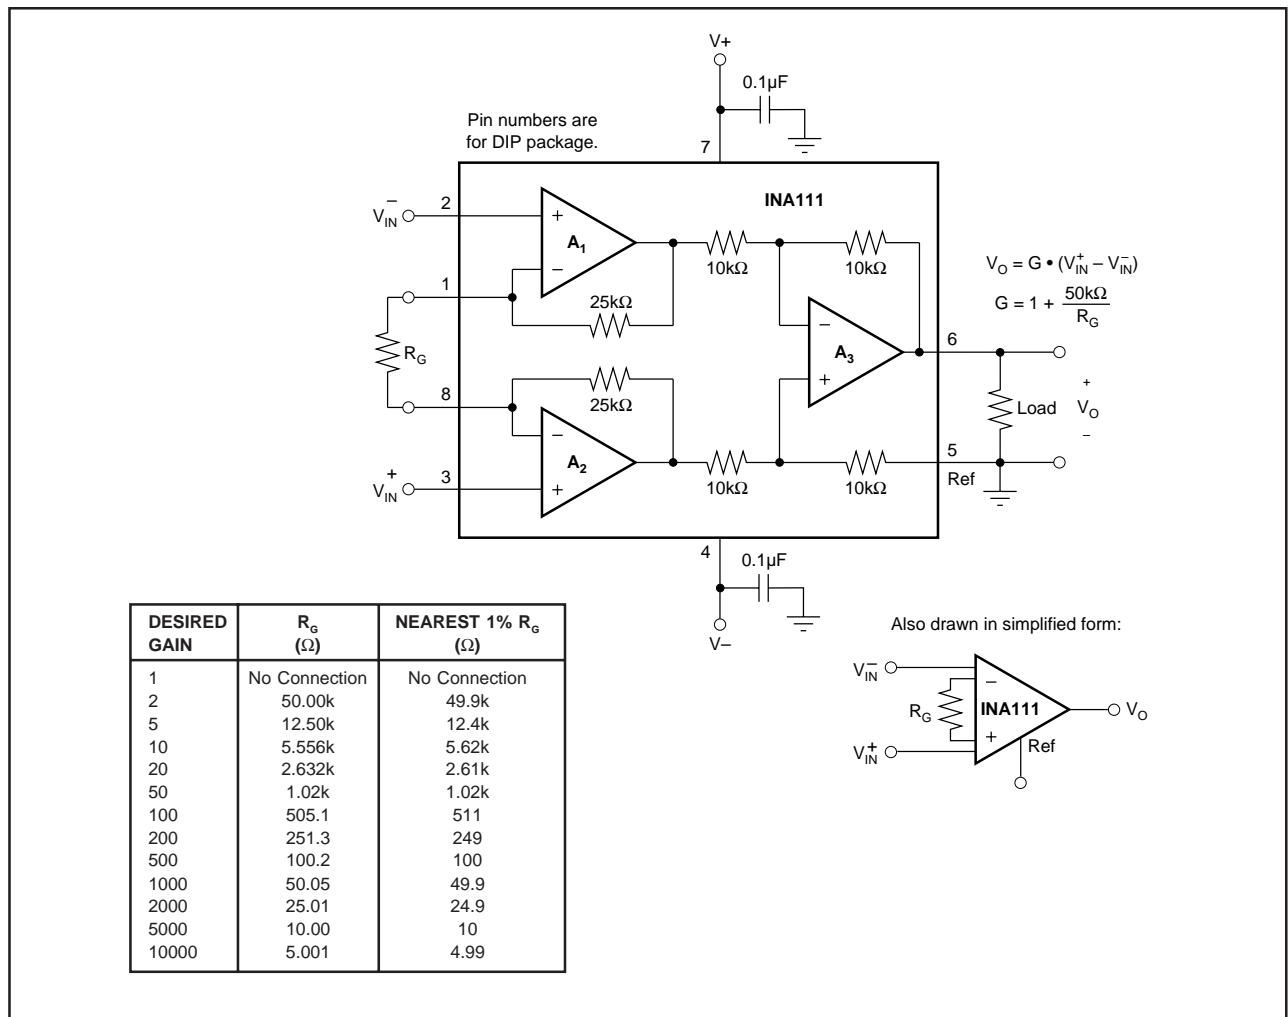 V+
0.1µF
Pin numbers are
for DIP package.
7
INA111
V–IN
2
+
A1
–
10kΩ
10kΩ
VO = G • (V+IN – V–IN)
G = 1 + 50kΩ
RG
1
25kΩ
–
A3
+
6
RG
+
Load
VO
–
8
25kΩ
–
A2
+
5
Ref
V+IN
3
10kΩ
10kΩ
4
0.1µF
V–
DESIRED GAIN RG (Ω) NEAREST 1% RG (Ω)
1 No Connection No Connection
2 50.00k 49.9k
5 12.50k 12.4k
10 5.556k 5.62k
20 2.632k 2.61k
50 1.02k 1.02k
100 505.1 511
200 251.3 249
500 100.2 100
1000 50.05 49.9
2000 25.01 24.9
5000 10.00 10
10000 5.001 4.99
Also drawn in simplified form:
V–IN
–
RG
INA111
VO
+
Ref
V+IN